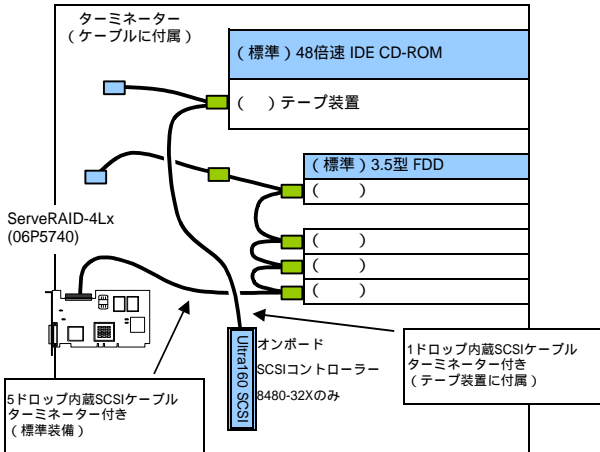 ターミネーター
（ケーブルに付属）
（標準）48倍速 IDE CD-ROM
（　）テープ装置
（標準）3.5型 FDD
（　　）
（　　）
（　　）
（　　）
ServeRAID-4Lx
(06P5740)
Ultra160 SCSI
オンボード
SCSIコントローラー
8480-32Xのみ
1ドロップ内蔵SCSIケーブル
ターミネーター付き
（テープ装置に付属）
5ドロップ内蔵SCSIケーブル
ターミネーター付き
（標準装備）